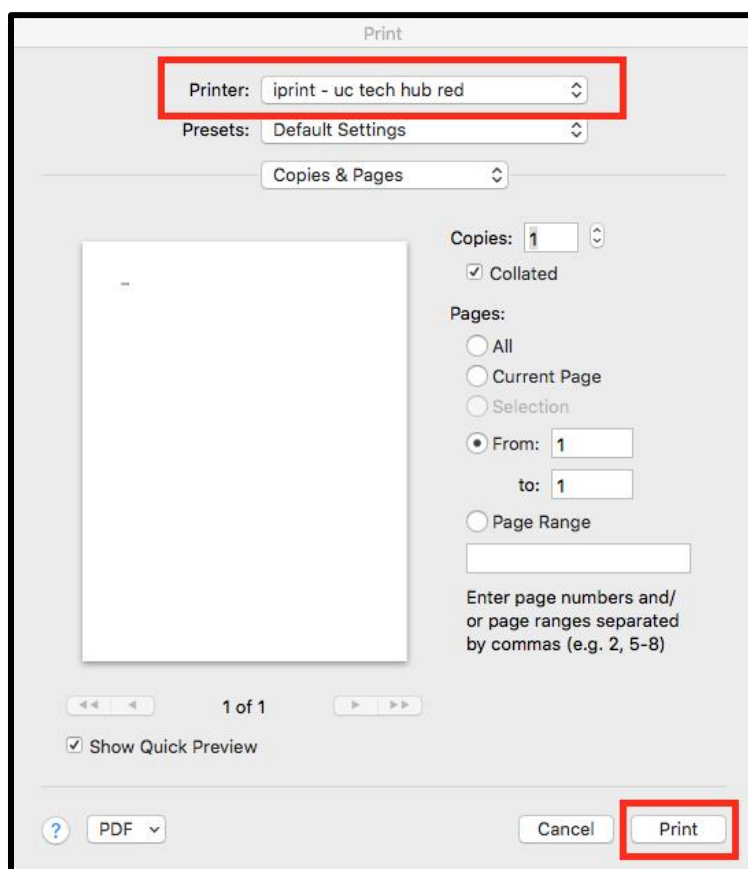 Print
Printer: iprint - uc tech hub red
Presets: Default Settings
Copies & Pages
Copies: 1
Collated
Pages:
All
Current Page
Selection
From: 1
to: 1
Page Range
Enter page numbers and/
or page ranges separated
by commas (e.g. 2, 5-8)
1 of 1
Show Quick Preview
? PDF Cancel Print